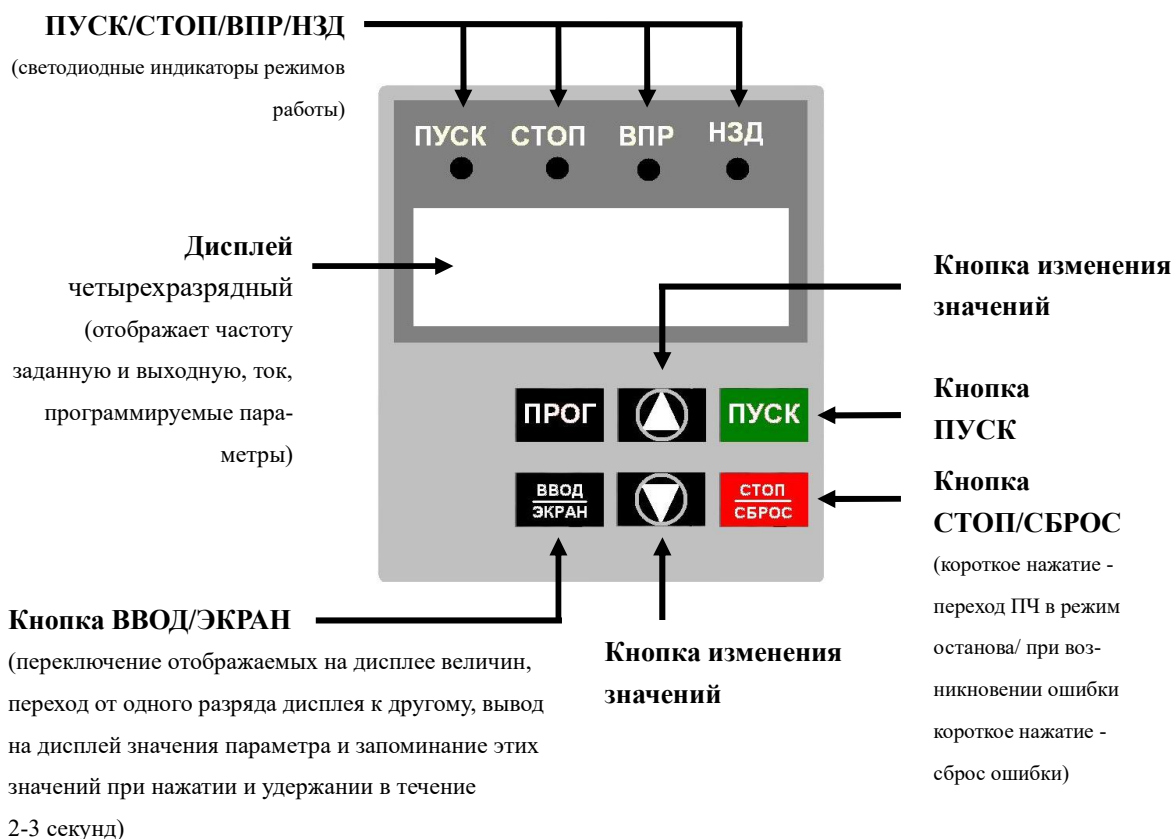 ПУСК/СТОП/ВПР/НЗД
(светодиодные индикаторы режимов
работы)
ПУСК СТОП ВПР НЗД
Дисплей
четырехразрядный
(отображает частоту
заданную и выходную, ток,
программируемые пара-
метры)
Кнопка изменения
значений
ПРОГ
ПУСК
Кнопка
ПУСК
ВВОД
ЭКРАН
СТОП
СБРОС
Кнопка
СТОП/СБРОС
(короткое нажатие -
переход ПЧ в режим
останова/ при воз-
никновении ошибки
короткое нажатие -
сброс ошибки)
Кнопка ВВОД/ЭКРАН
(переключение отображаемых на дисплее величин,
переход от одного разряда дисплея к другому, вывод
на дисплей значения параметра и запоминание этих
значений при нажатии и удержании в течение
2-3 секунд)
Кнопка изменения
значений